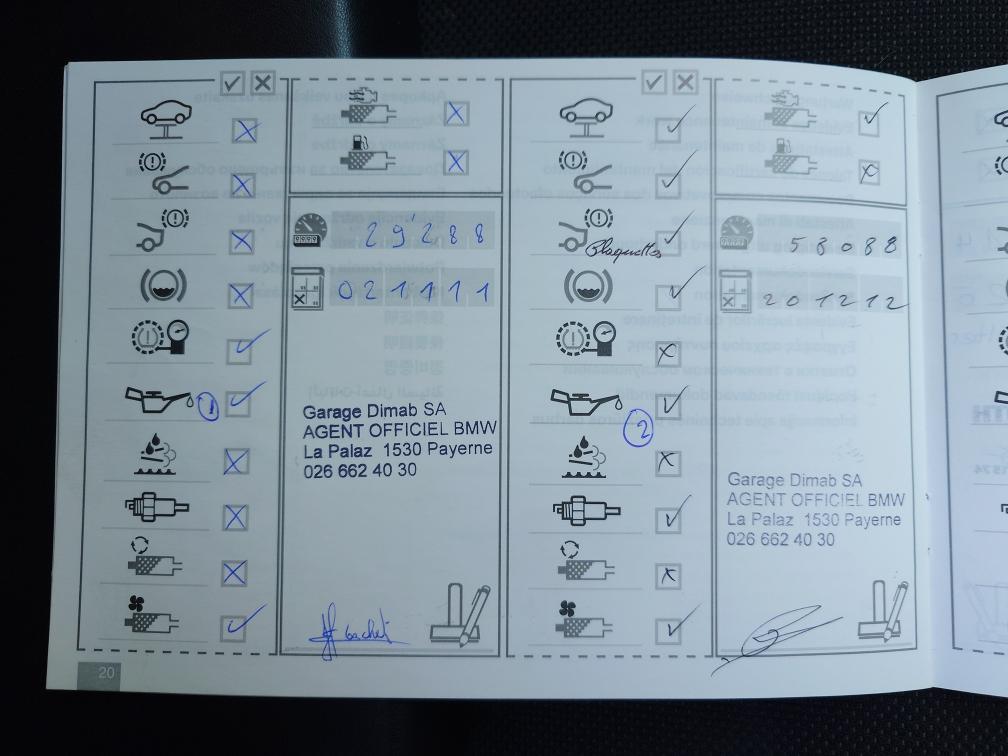 29'288
021111
Garage Dimab SA
AGENT OFFICIEL BMW
La Palaz 1530 Payerne
026 662 40 30
1
20
Plaquettes
58088
201212
Garage Dimab SA
AGENT OFFICIEL BMW
La Palaz 1530 Payerne
026 662 40 30
2